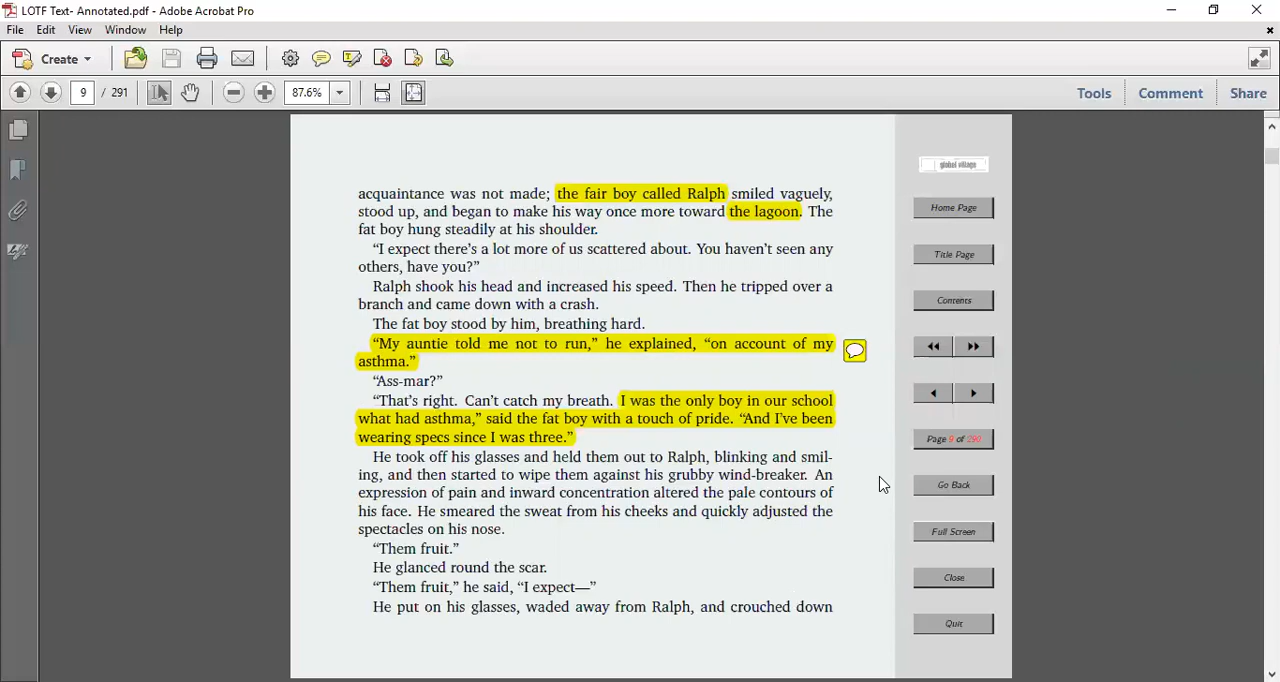 LOTF Text- Annotated.pdf - Adobe Acrobat Pro
File Edit View Window Help
Create
9 / 291 87.6% Tools Comment Share
global village
acquaintance was not made; the fair boy called Ralph smiled vaguely,
stood up, and began to make his way once more toward the lagoon. The
fat boy hung steadily at his shoulder.
“I expect there’s a lot more of us scattered about. You haven’t seen any
others, have you?”
Ralph shook his head and increased his speed. Then he tripped over a
branch and came down with a crash.
The fat boy stood by him, breathing hard.
“My auntie told me not to run,” he explained, “on account of my
asthma.”
“Ass-mar?”
“That’s right. Can’t catch my breath. I was the only boy in our school
what had asthma,” said the fat boy with a touch of pride. “And I’ve been
wearing specs since I was three.”
He took off his glasses and held them out to Ralph, blinking and smil-
ing, and then started to wipe them against his grubby wind-breaker. An
expression of pain and inward concentration altered the pale contours of
his face. He smeared the sweat from his cheeks and quickly adjusted the
spectacles on his nose.
“Them fruit.”
He glanced round the scar.
“Them fruit,” he said, “I expect—”
He put on his glasses, waded away from Ralph, and crouched down
Home Page
Title Page
Contents
Page 9 of 290
Go Back
Full Screen
Close
Quit